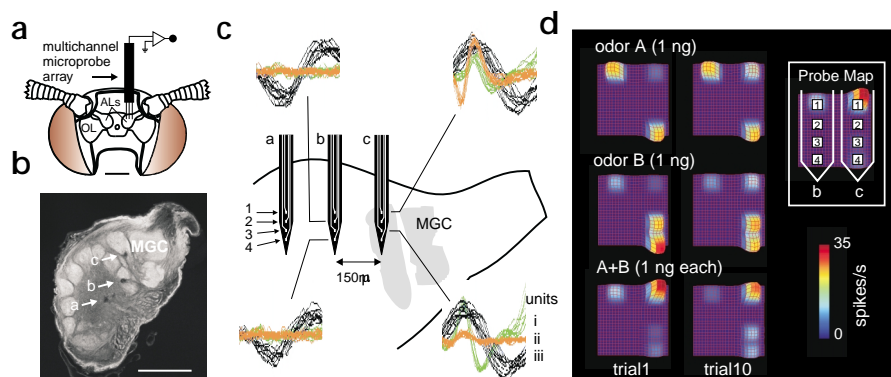 a
multichannel
microprobe
array
ALs
OL
b
MGC
c
b
a
c
a
b
c
1
2
3
4
MGC
150µ
units
i
ii
iii
d
odor A (1 ng)
odor B (1 ng)
A+B (1 ng each)
trial1
trial10
Probe Map
1
1
2
2
3
3
4
4
b
c
35
0
spikes/s